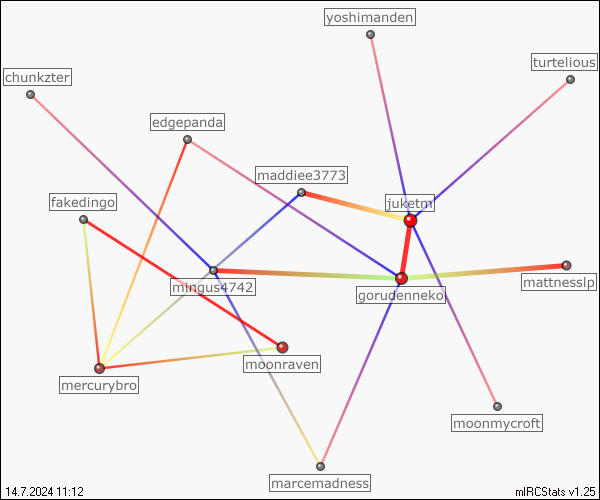 yoshimanden
turtelious
chunkzter
edgepanda
maddiee3773
fakedingo
juketm
mingus4742
gorudenneko
mattnesslp
moonraven
mercurybro
moonmycroft
marcemadness
14.7.2024 11:12
mIRCStats v1.25